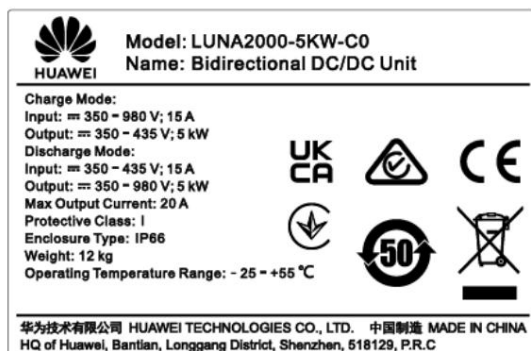 HUAWEI
Model: LUNA2000-5KW-C0
Name: Bidirectional DC/DC Unit
Charge Mode:
Input: ⎓ 350 - 980 V; 15 A
Output: ⎓ 350 - 435 V; 5 kW
Discharge Mode:
Input: ⎓ 350 - 435 V; 15 A
Output: ⎓ 350 - 980 V; 5 kW
Max Output Current: 20 A
Protective Class: I
Enclosure Type: IP66
Weight: 12 kg
Operating Temperature Range: - 25 - +55 ℃
UK
CA
CE
50
华为技术有限公司 HUAWEI TECHNOLOGIES CO., LTD. 中国制造 MADE IN CHINA
HQ of Huawei, Bantian, Longgang District, Shenzhen, 518129, P.R.C